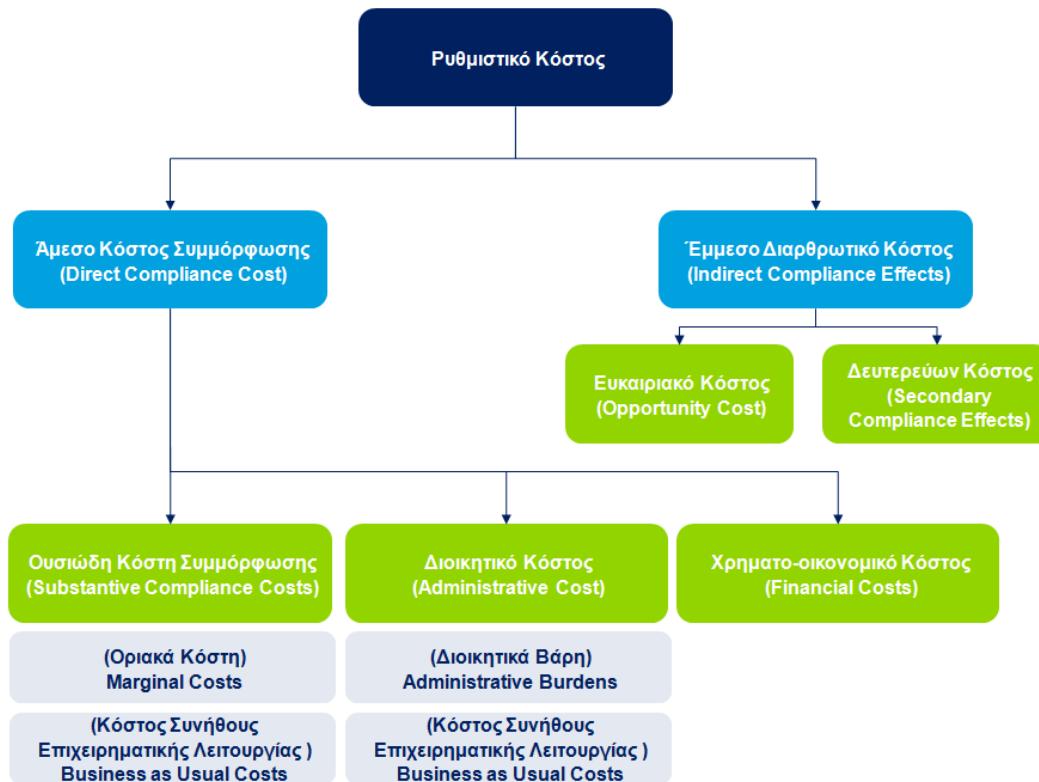 Ρυθμιστικό Κόστος
Άμεσο Κόστος Συμμόρφωσης
(Direct Compliance Cost)
Έμμεσο Διαρθρωτικό Κόστος
(Indirect Compliance Effects)
Ευκαιριακό Κόστος
(Opportunity Cost)
Δευτερεύων Κόστος
(Secondary
Compliance Effects)
Ουσιώδη Κόστη Συμμόρφωσης
(Substantive Compliance Costs)
Διοικητικό Κόστος
(Administrative Cost)
Χρηματο-οικονομικό Κόστος
(Financial Costs)
(Οριακά Κόστη)
Marginal Costs
(Διοικητικά Βάρη)
Administrative Burdens
(Κόστος Συνήθους
Επιχειρηματικής Λειτουργίας )
Business as Usual Costs
(Κόστος Συνήθους
Επιχειρηματικής Λειτουργίας )
Business as Usual Costs